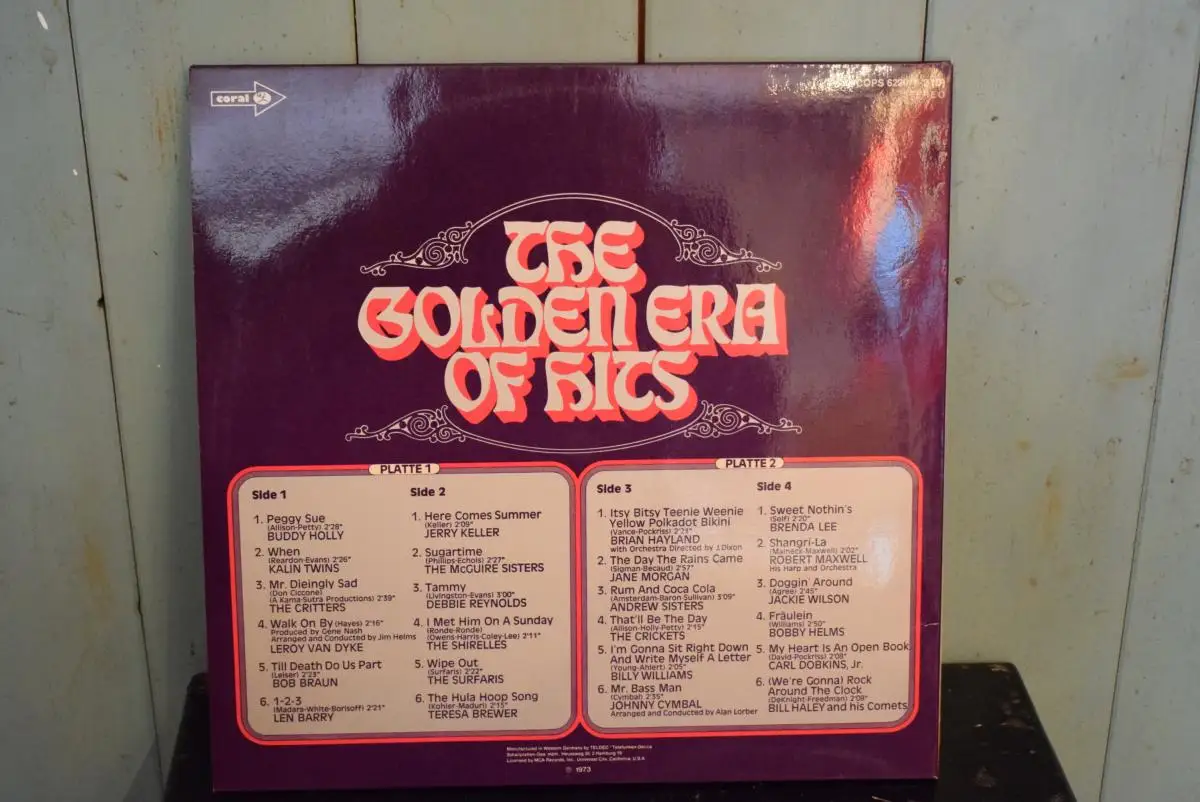 coral
THE
GOLDEN ERA
OF HITS
PLATTE 1
Side 1
1. Peggy Sue
(Allison-Petty) 2'28"
BUDDY HOLLY
2. When
(Reardon-Evans) 2'26"
KALIN TWINS
3. Mr. Dieingly Sad
(Don Ciccone)
(A Kama-Sutra Productions) 2'39"
THE CRITTERS
4. Walk On By (Hayes) 2'16"
Produced by Gene Nash
Arranged and Conducted by Jim Helms
LEROY VAN DYKE
5. Till Death Do Us Part
(Leiser) 2'23"
BOB BRAUN
6. 1-2-3
(Madara-White-Borisoff) 2'21"
LEN BARRY
Side 2
1. Here Comes Summer
(Keller) 2'09"
JERRY KELLER
2. Sugartime
(Phillips-Echols) 2'27"
THE McGUIRE SISTERS
3. Tammy
(Livingston-Evans) 3'00"
DEBBIE REYNOLDS
4. I Met Him On A Sunday
(Ronde-Ronde)
(Owens-Harris-Coley-Lee) 2'11"
THE SHIRELLES
5. Wipe Out
(Surfaris) 2'22"
THE SURFARIS
6. The Hula Hoop Song
(Kohler-Maduri) 2'15"
TERESA BREWER
PLATTE 2
Side 3
1. Itsy Bitsy Teenie Weenie
Yellow Polkadot Bikini
(Vance-Pockriss) 2'23"
BRIAN HAYLAND
with Orchestra Directed by J. Dixon
2. The Day The Rains Came
(Sigman-Becaud) 2'57"
JANE MORGAN
3. Rum And Coca Cola
(Amsterdam-Baron-Sullivan) 3'09"
ANDREW SISTERS
4. That'll Be The Day
(Allison-Holly-Petty) 2'15"
THE CRICKETS
5. I'm Gonna Sit Right Down
And Write Myself A Letter
(Young-Ahlert) 2'05"
BILLY WILLIAMS
6. Mr. Bass Man
(Cymbal) 2'35"
JOHNNY CYMBAL
Arranged and Conducted by Alan Lorber
Side 4
1. Sweet Nothin's
(Self) 2'20"
BRENDA LEE
2. Shangri-La
(Malneck-Maxwell) 2'02"
ROBERT MAXWELL
His Harp and Orchestra
3. Doggin' Around
(Agree) 2'45"
JACKIE WILSON
4. Fräulein
(Williams) 2'50"
BOBBY HELMS
5. My Heart Is An Open Book
(David-Pockriss) 2'08"
CARL DOBKINS, Jr.
6. (We're Gonna) Rock
Around The Clock
(DeKnight-Freedman) 2'09"
BILL HALEY and his Comets
Manufactured in Western Germany by TELDEC "Telefunken-Decca"
Schallplatten-Ges. mbH, Heussweg 25, 2 Hamburg 19
Licensed by MCA Records, Inc., Universal City, California, U.S.A.
℗ 1973